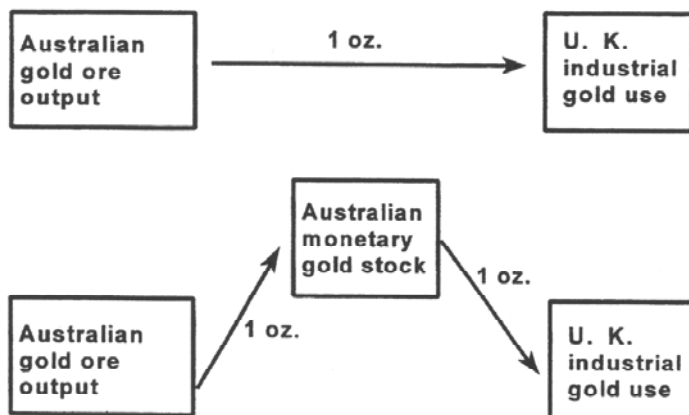 Australian
gold ore
output
1 oz.
U. K.
industrial
gold use
Australian
monetary
gold stock
1 oz.
1 oz.
Australian
gold ore
output
U. K.
industrial
gold use